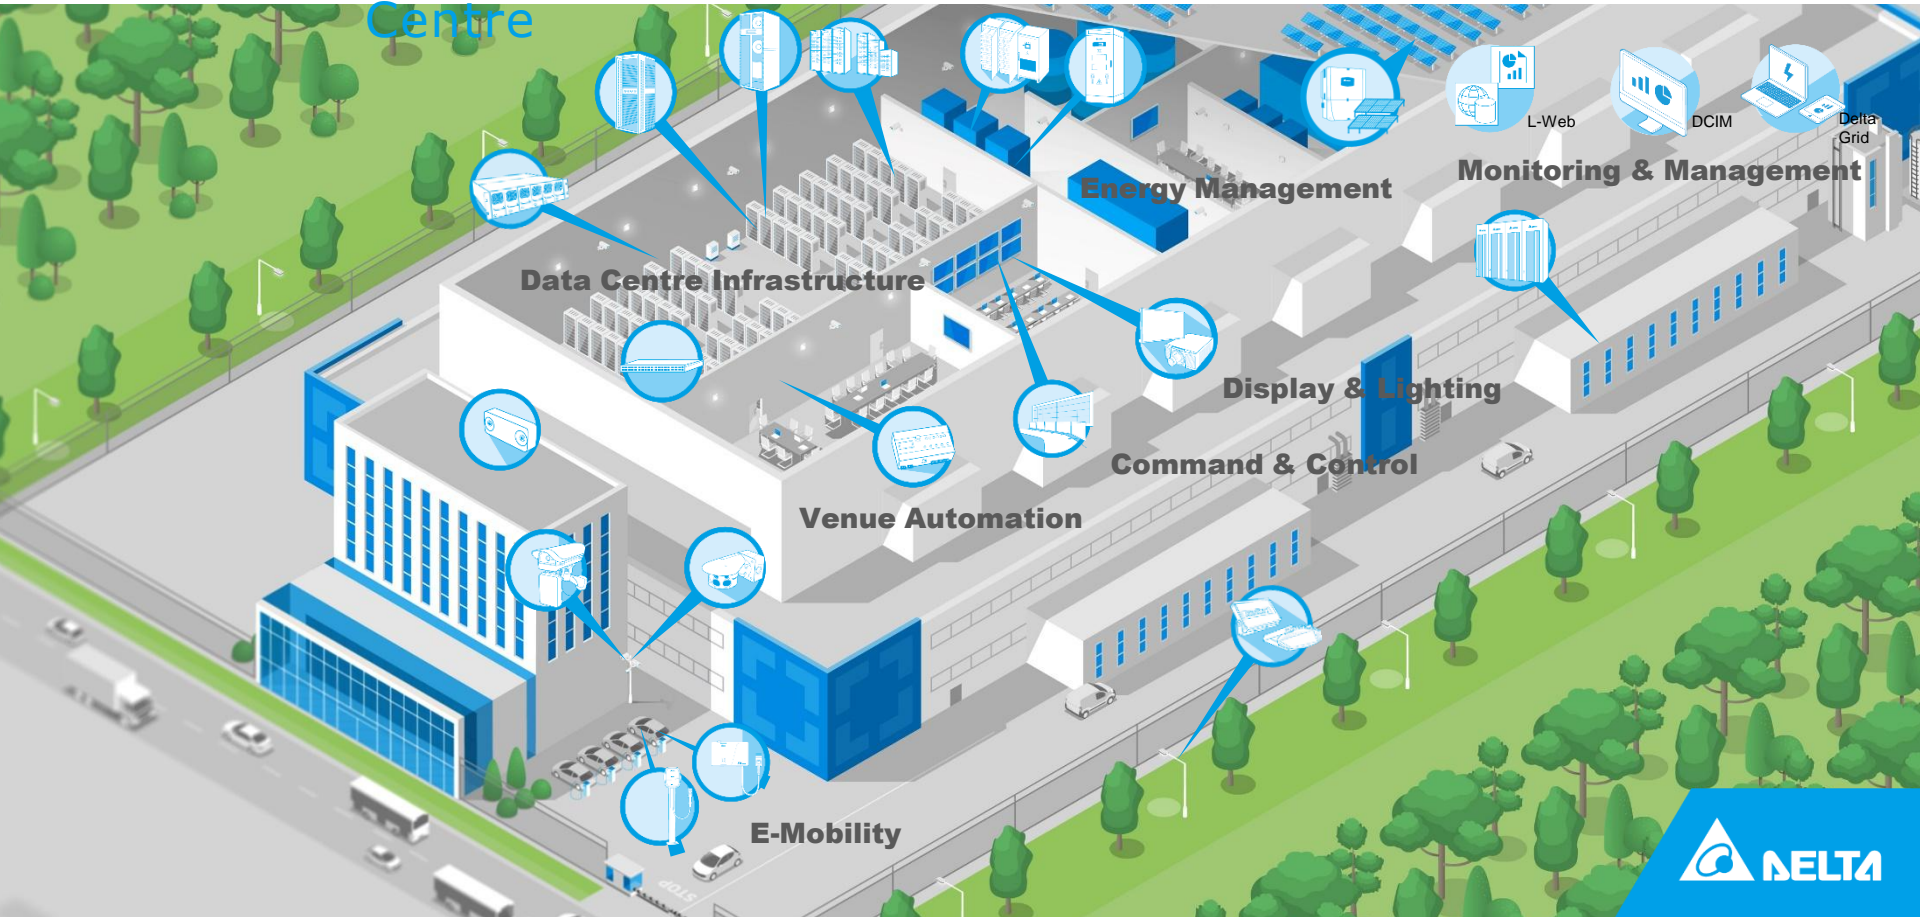 Centre
L-Web
DCIM
Delta
Grid
Energy Management
Monitoring & Management
Data Centre Infrastructure
Display & Lighting
Command & Control
Venue Automation
E-Mobility
STOP
DELTA